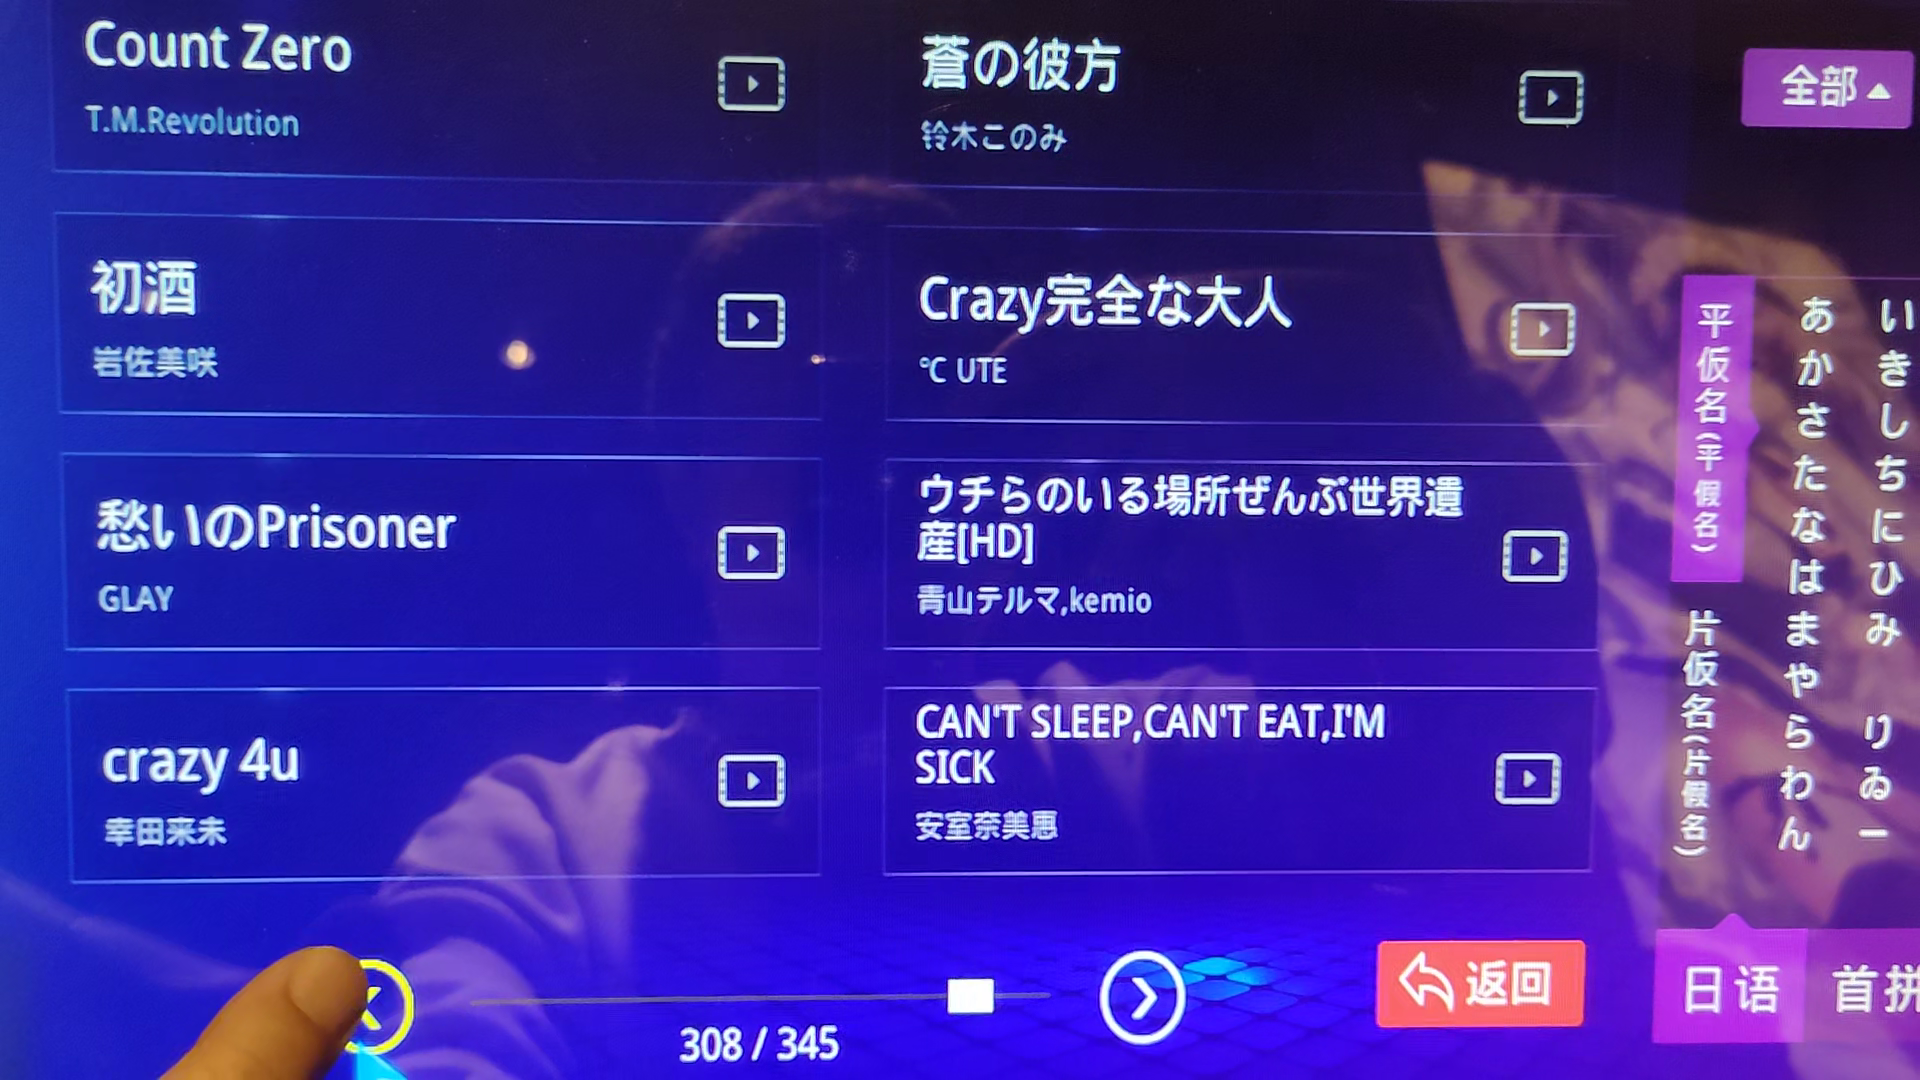 Count Zero
T.M.Revolution
蒼の彼方
铃木このみ
初酒
岩佐美咲
Crazy完全な大人
℃ UTE
愁いのPrisoner
GLAY
ウチらのいる場所ぜんぶ世界遺
産[HD]
青山テルマ,kemio
crazy 4u
幸田来未
CAN'T SLEEP,CAN'T EAT,I'M
SICK
安室奈美惠
308 / 345
返回
全部
平仮名(平假名)
片仮名(片假名)
あかさたなはまやらわん
いきしちにひみ りゐー
日语
首拼